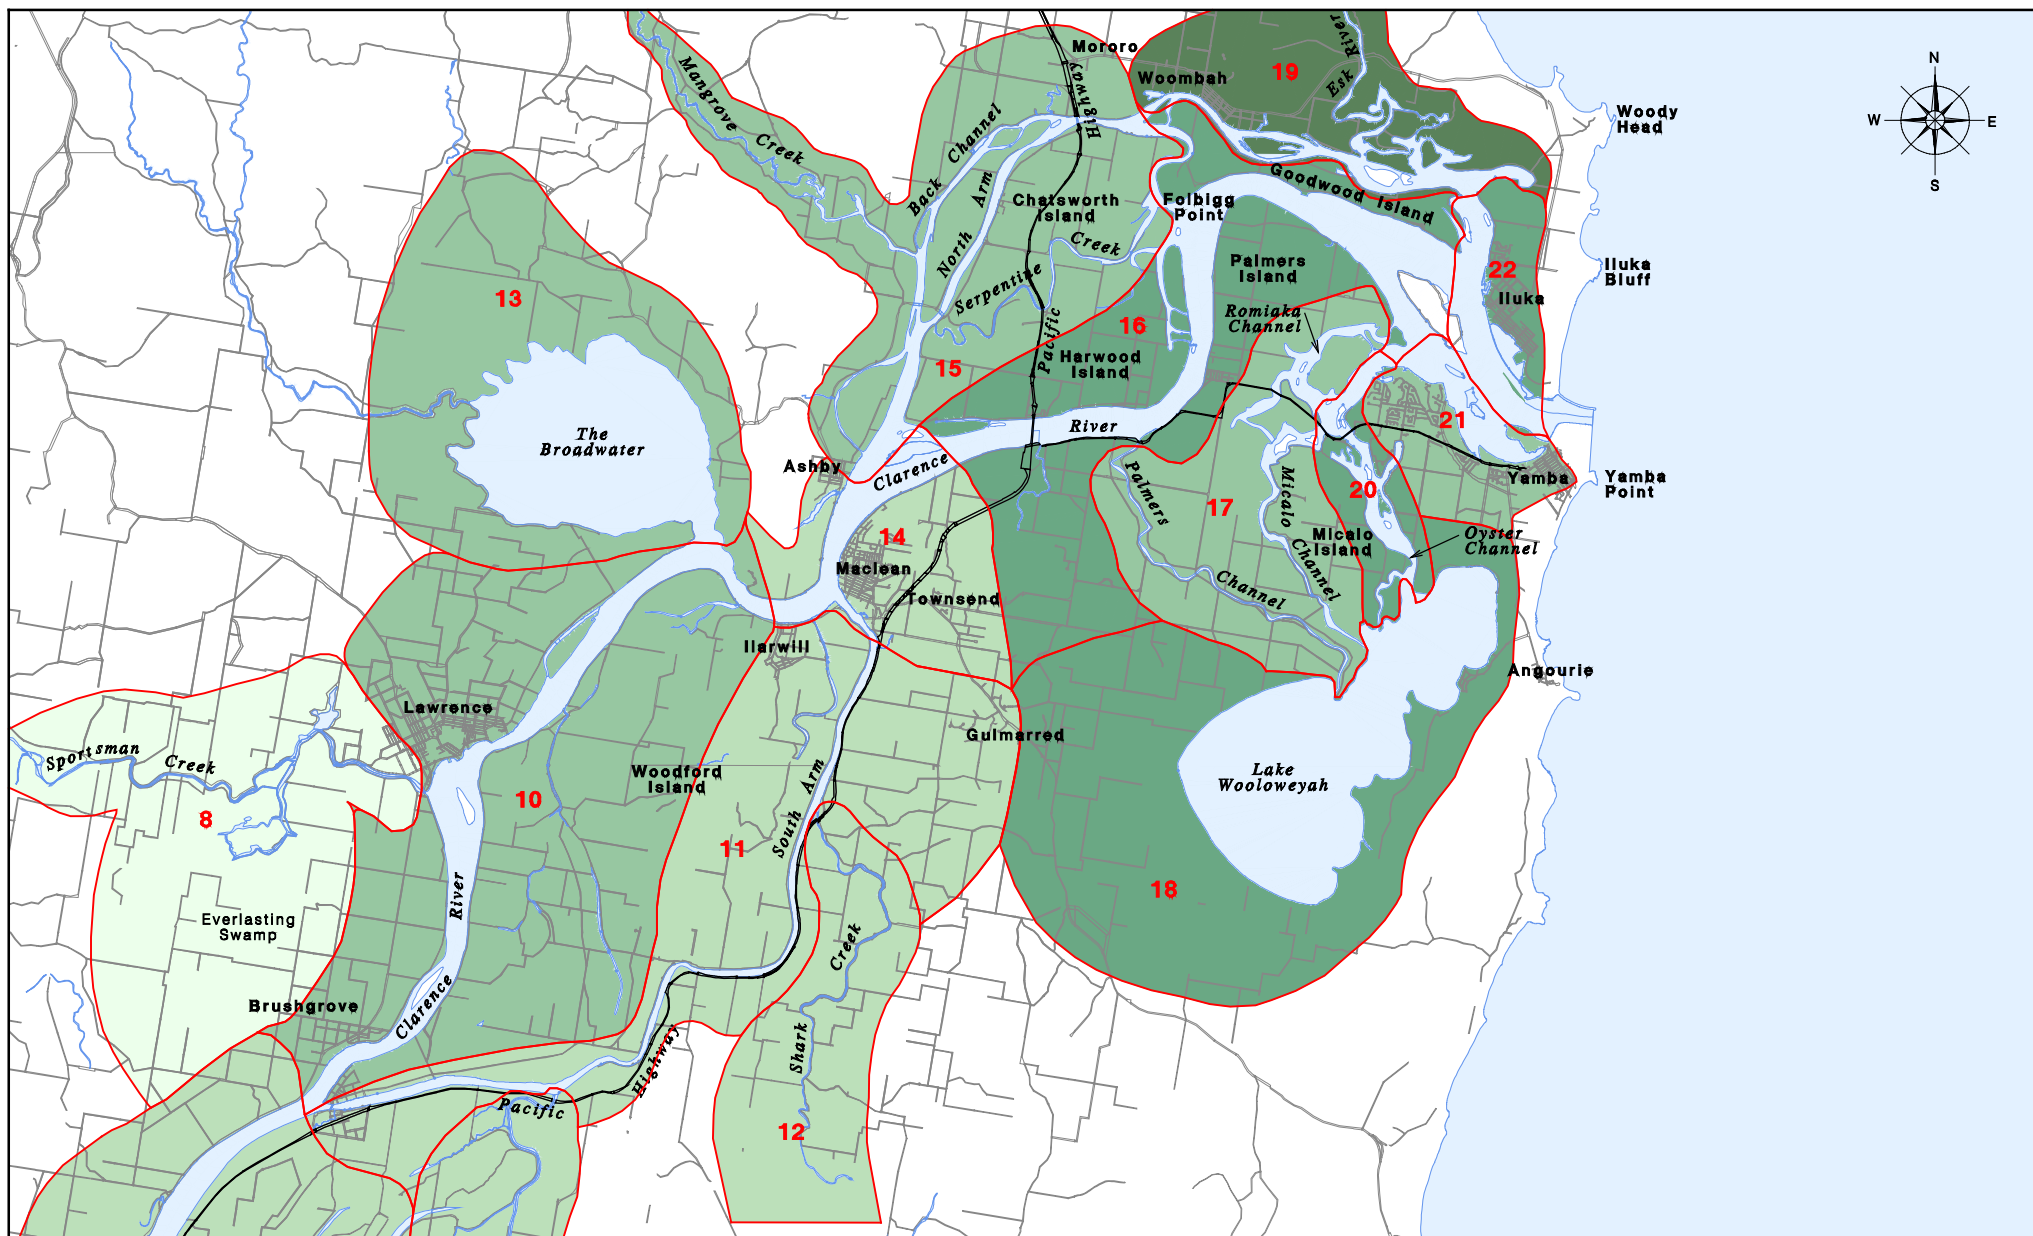 Mororo
Woombah
19
Esk River
Woody
Head
N
W
E
S
Mangrove Creek
Back Channel
North Arm
Highway
Chatsworth
Island
Folbigg
Point
Goodwood Island
Serpentine Creek
Palmers
Island
22
Iluka
Iluka
Bluff
13
Romiaka
Channel
16
15
Pacific
Harwood
Island
21
The
Broadwater
River
Ashby
Clarence
Palmers
Channel
17
Micalo
Channel
20
Yamba
Yamba
Point
14
Micalo
Island
Oyster
Channel
Maclean
Townsend
Ilarwill
Angourie
Lawrence
Gulmarred
Sportsman Creek
Woodford
Island
Lake
Wooloweyah
8
10
11
South Arm
18
River
Everlasting
Swamp
Creek
Brushgrove
Clarence
Shark
Highway
Pacific
12